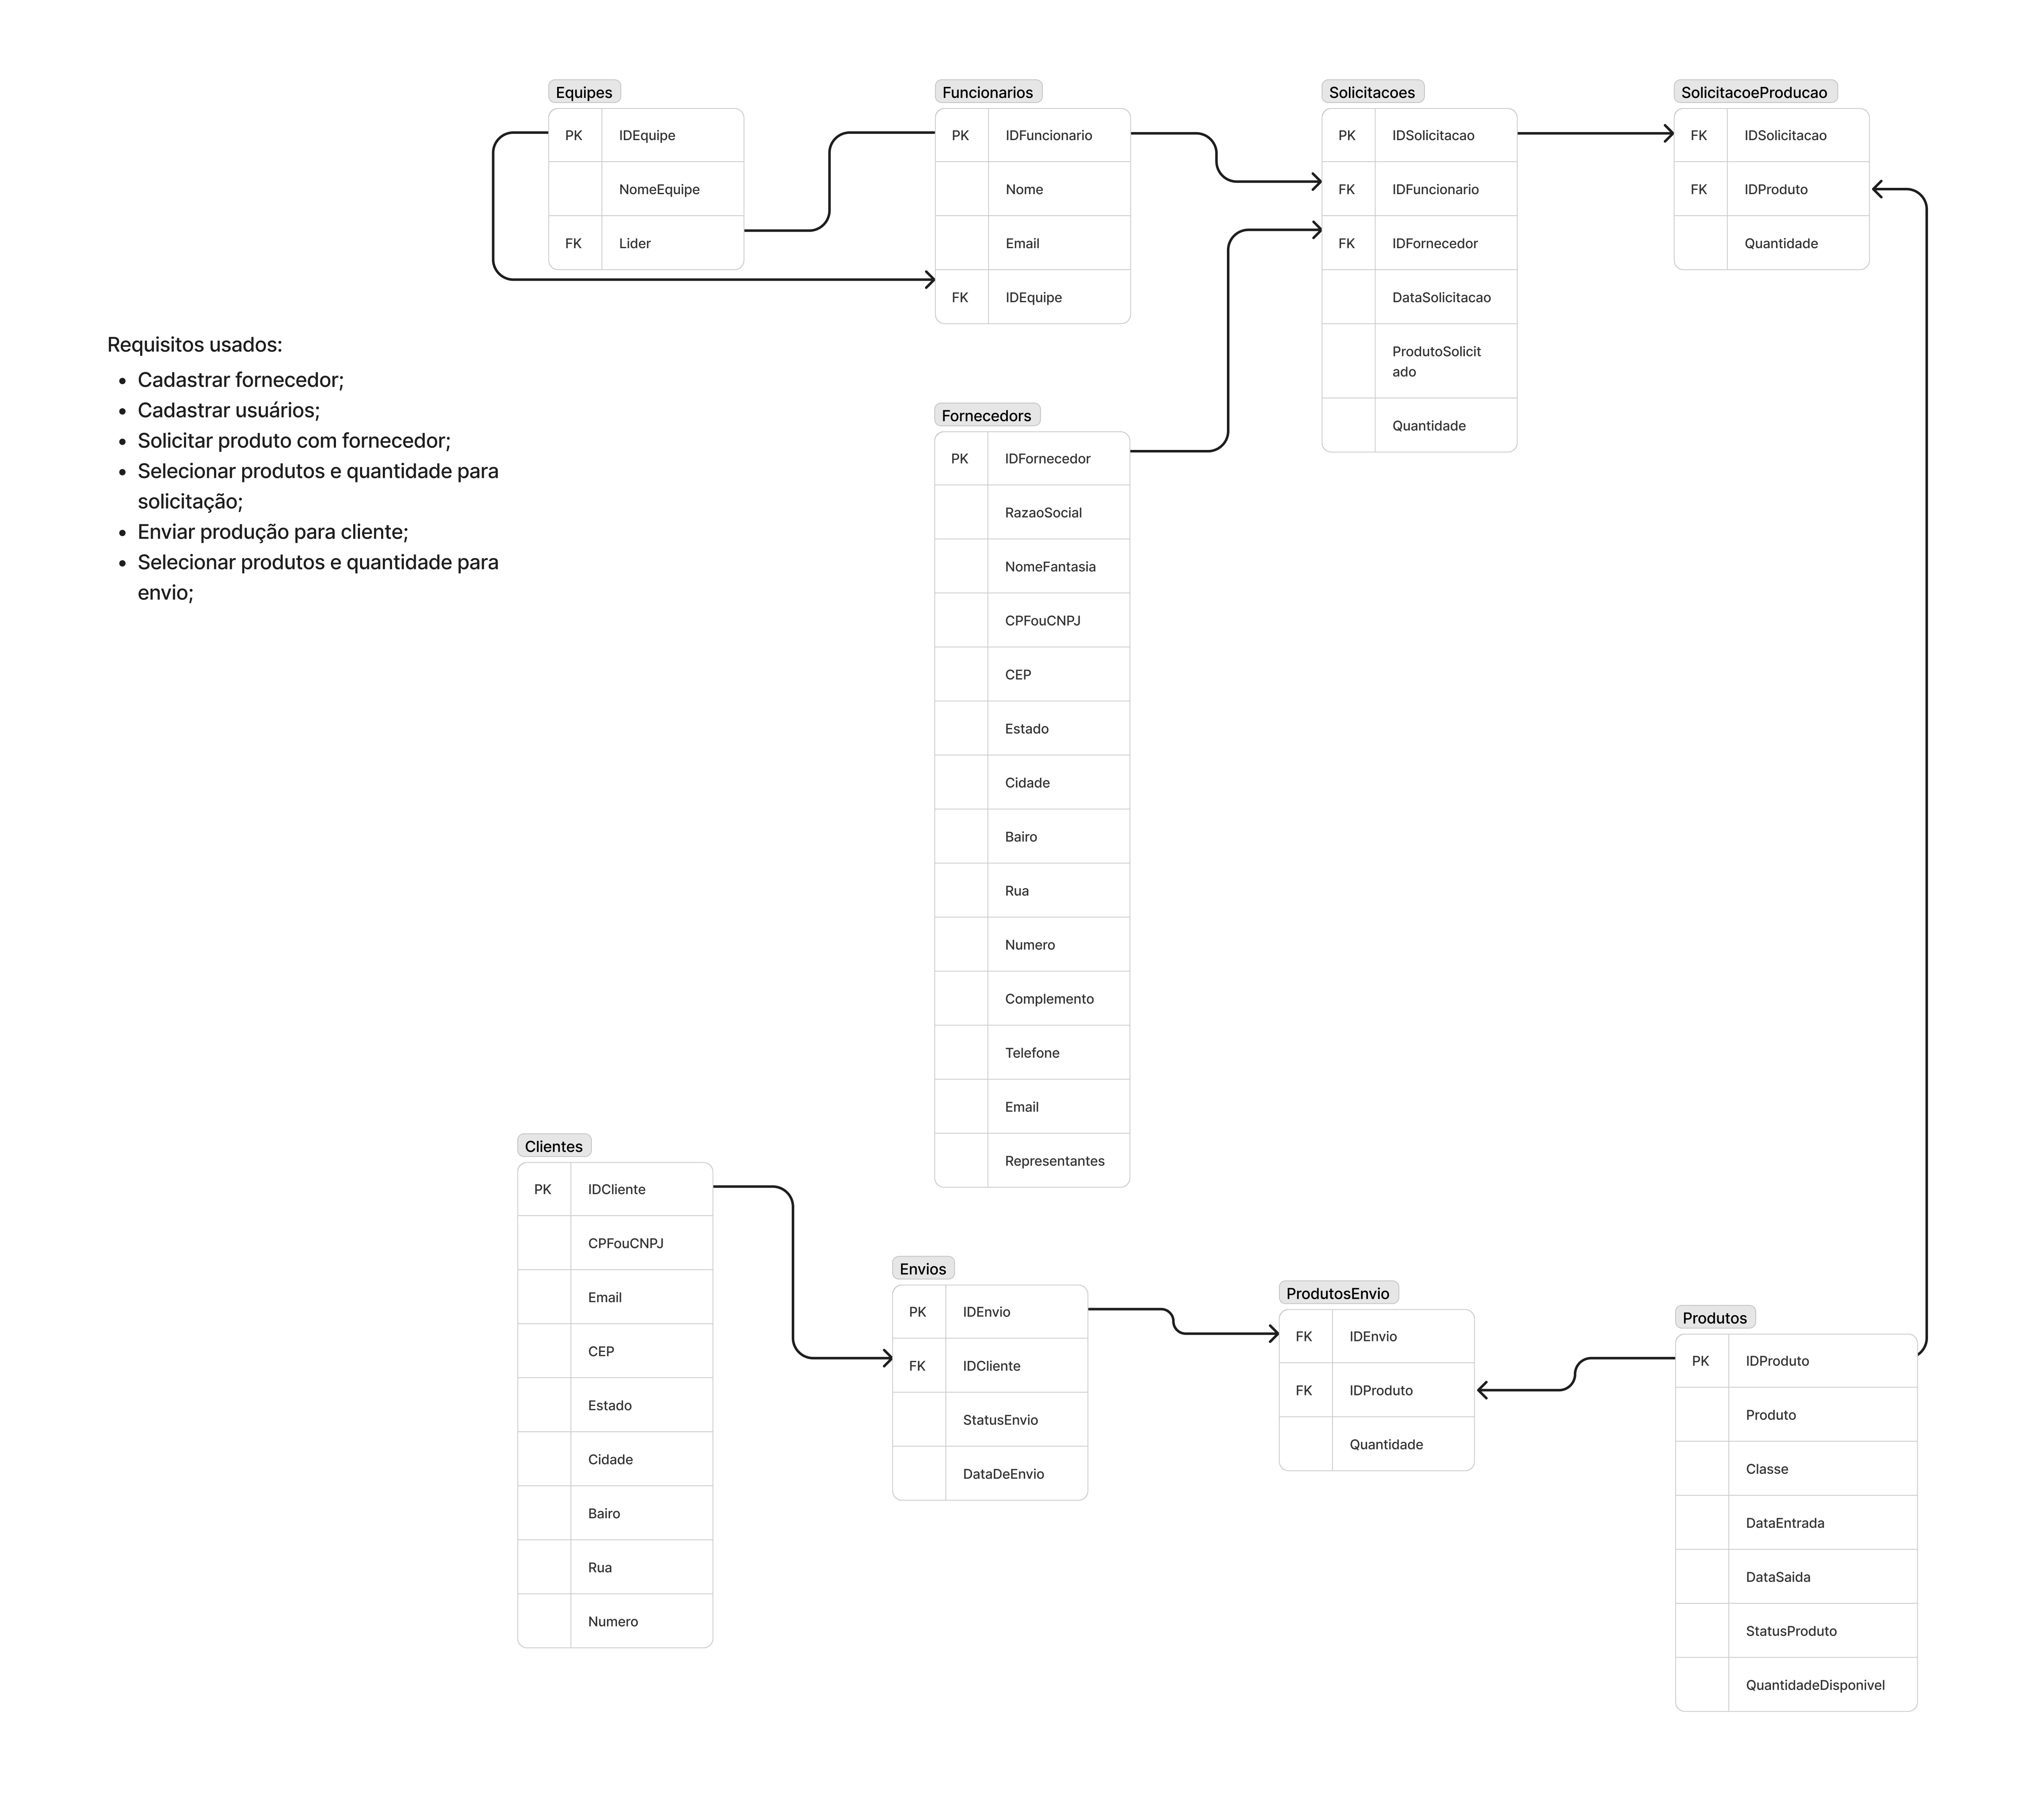 Equipes
PK IDEquipe
NomeEquipe
FK Lider
Funcionarios
PK IDFuncionario
Nome
Email
FK IDEquipe
Solicitacoes
PK IDSolicitacao
FK IDFuncionario
FK IDFornecedor
DataSolicitacao
ProdutoSolicit
ado
Quantidade
SolicitacoeProducao
FK IDSolicitacao
FK IDProduto
Quantidade
Requisitos usados:
• Cadastrar fornecedor;
• Cadastrar usuários;
• Solicitar produto com fornecedor;
• Selecionar produtos e quantidade para
solicitação;
• Enviar produção para cliente;
• Selecionar produtos e quantidade para
envio;
Fornecedors
PK IDFornecedor
RazaoSocial
NomeFantasia
CPFouCNPJ
CEP
Estado
Cidade
Bairo
Rua
Numero
Complemento
Telefone
Email
Representantes
Clientes
PK IDCliente
CPFouCNPJ
Email
CEP
Estado
Cidade
Bairo
Rua
Numero
Envios
PK IDEnvio
FK IDCliente
StatusEnvio
DataDeEnvio
ProdutosEnvio
FK IDEnvio
FK IDProduto
Quantidade
Produtos
PK IDProduto
Produto
Classe
DataEntrada
DataSaida
StatusProduto
QuantidadeDisponivel